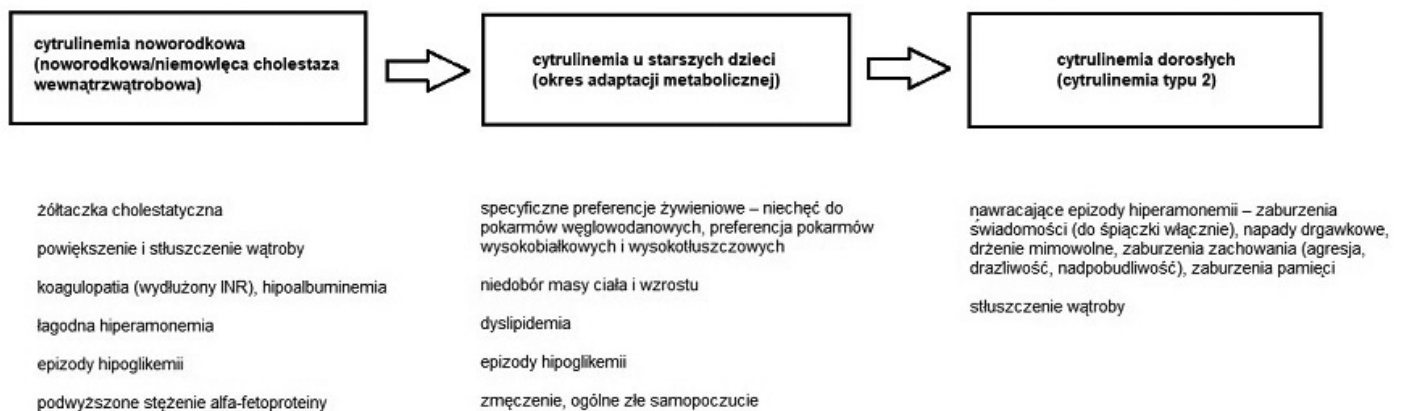 cytrulinemia noworodkowa
(noworodkowa/niemowlęca cholestaza
wewnątrzwątrobowa)
cytrulinemia u starszych dzieci
(okres adaptacji metabolicznej)
cytrulinemia dorosłych
(cytrulinemia typu 2)
żółtaczka cholestatyczna
powiększenie i stłuszczenie wątroby
koagulopatia (wydłużony INR), hipoalbuminemia
łagodna hiperamonemia
epizody hipoglikemii
podwyższone stężenie alfa-fetoproteiny
specyficzne preferencje żywieniowe – niechęć do
pokarmów węglowodanowych, preferencja pokarmów
wysokobiałkowych i wysokotłuszczowych
niedobór masy ciała i wzrostu
dyslipidemia
epizody hipoglikemii
zmęczenie, ogólne złe samopoczucie
nawracające epizody hiperamonemii – zaburzenia
świadomości (do śpiączki włącznie), napady drgawkowe,
drżenie mimowolne, zaburzenia zachowania (agresja,
drazliwość, nadpobudliwość), zaburzenia pamięci
stłuszczenie wątroby